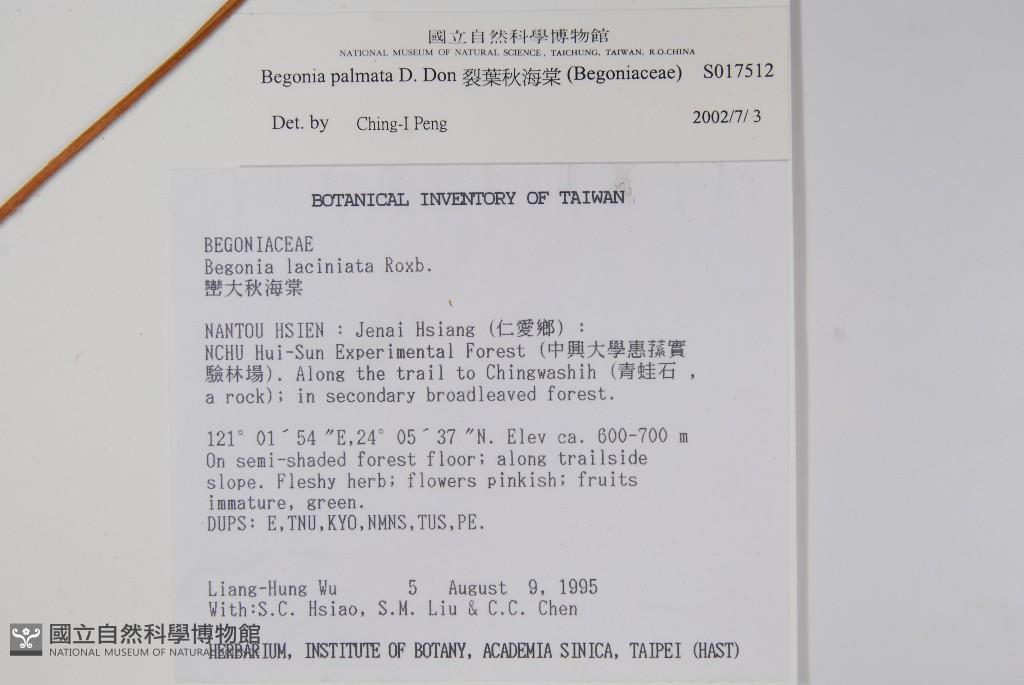 國立自然科學博物館
NATIONAL MUSEUM OF NATURAL SCIENCE, TAICHUNG, TAIWAN, R.O.CHINA
Begonia palmata D. Don 裂葉秋海棠 (Begoniaceae) S017512
Det. by Ching-I Peng 2002/7/ 3
BOTANICAL INVENTORY OF TAIWAN
BEGONIACEAE
Begonia laciniata Roxb.
巒大秋海棠
NANTOU HSIEN : Jenai Hsiang (仁愛鄉) :
NCHU Hui-Sun Experimental Forest (中興大學惠蓀實
驗林場). Along the trail to Chingwashih (青蛙石 ,
a rock); in secondary broadleaved forest.
121° 01´54 ″E,24° 05´37 ″N. Elev ca. 600-700 m
On semi-shaded forest floor; along trailside
slope. Fleshy herb; flowers pinkish; fruits
immature, green.
DUPS: E,TNU,KYO,NMNS,TUS,PE.
Liang-Hung Wu 5 August 9, 1995
With:S.C. Hsiao, S.M. Liu & C.C. Chen
HERBARIUM, INSTITUTE OF BOTANY, ACADEMIA SINICA, TAIPEI (HAST)
國立自然科學博物館
NATIONAL MUSEUM OF NATURAL